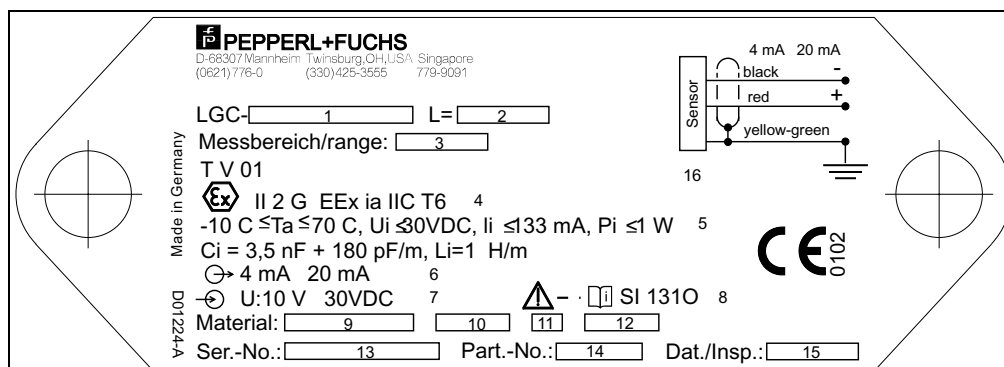 PEPPERL+FUCHS
D-68307 Mannheim Twinsburg,OH,USA Singapore
(0621)776-0 (330)425-3555 779-9091
LGC- 1 L= 2
Messbereich/range: 3
T V 01
Ex II 2 G EEx ia IIC T6 4
-10 C ≤Ta≤70 C, Ui ≤30VDC, Ii ≤133 mA, Pi ≤1 W 5
Ci = 3,5 nF + 180 pF/m, Li=1 H/m
4 mA 20 mA 6
U:10 V 30VDC 7
– · i SI 131O 8
Material: 9 10 11 12
Ser.-No.: 13 Part.-No.: 14 Dat./Insp.: 15
Made in Germany
D01224-A
4 mA 20 mA
Sensor
black -
red +
yellow-green
16
CE 0102